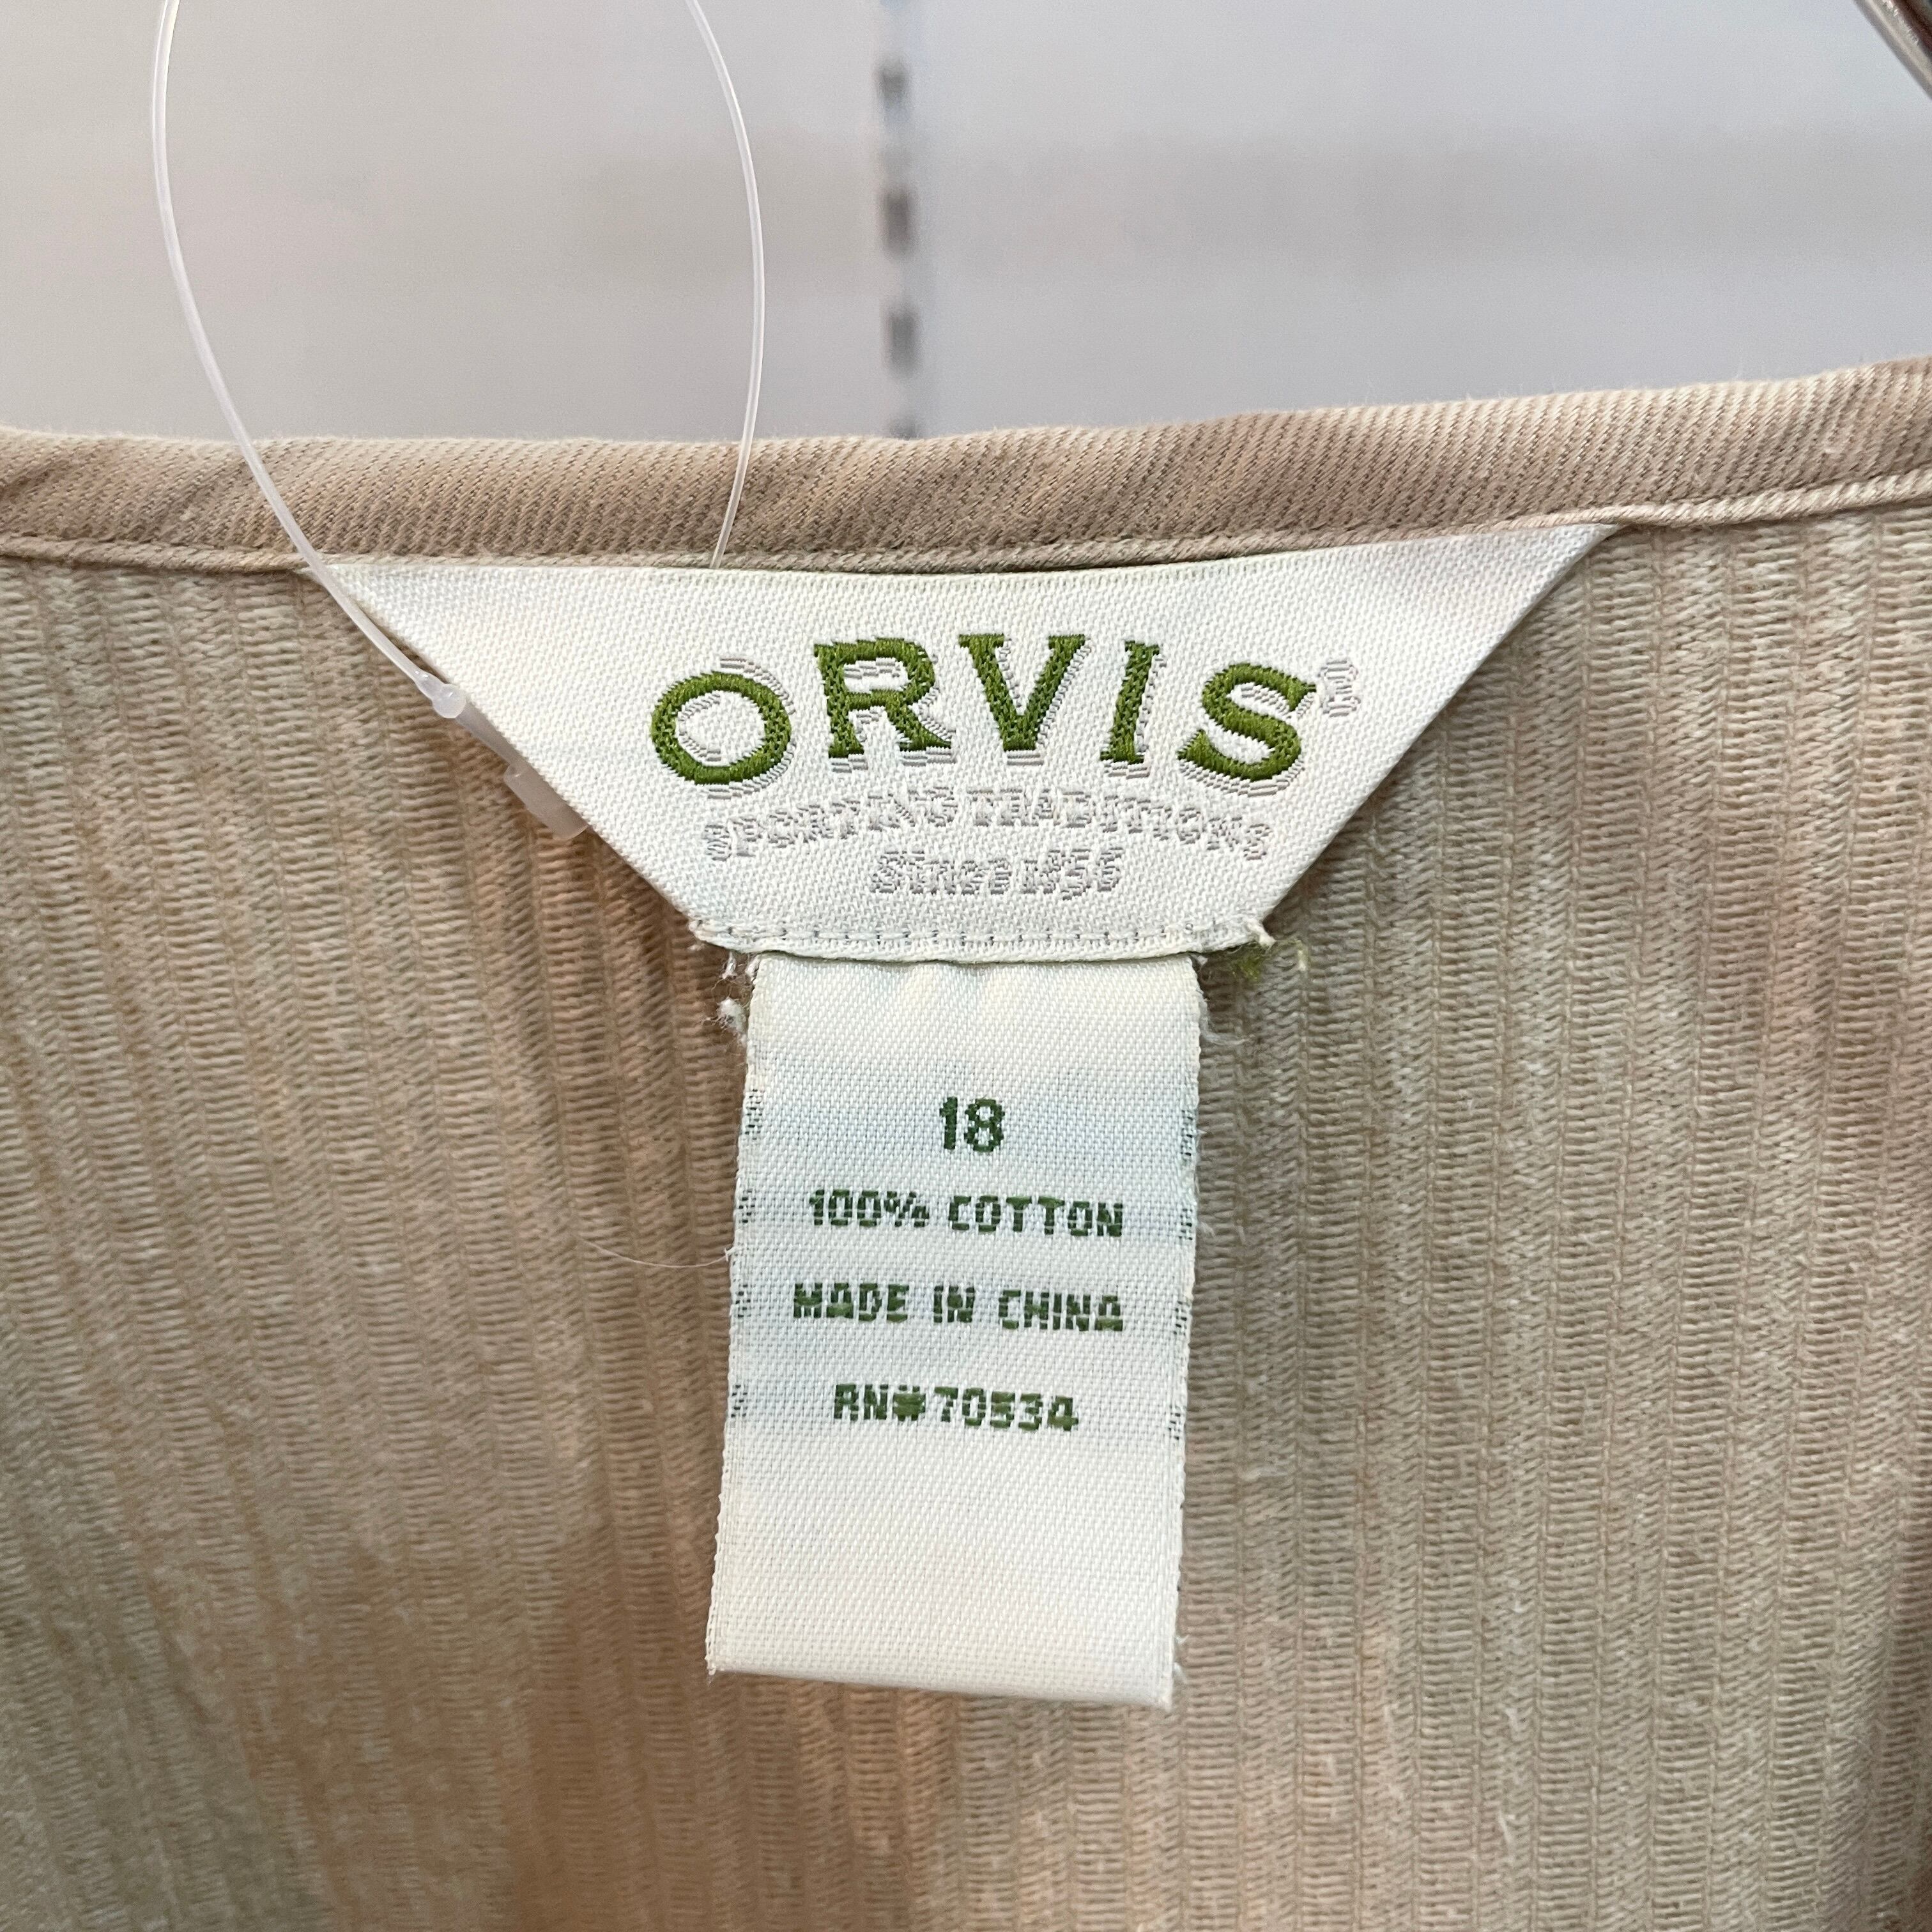 ORVIS®
SPORTING TRADITIONS
Since 1856
18
100% COTTON
MADE IN CHINA
RN#70534